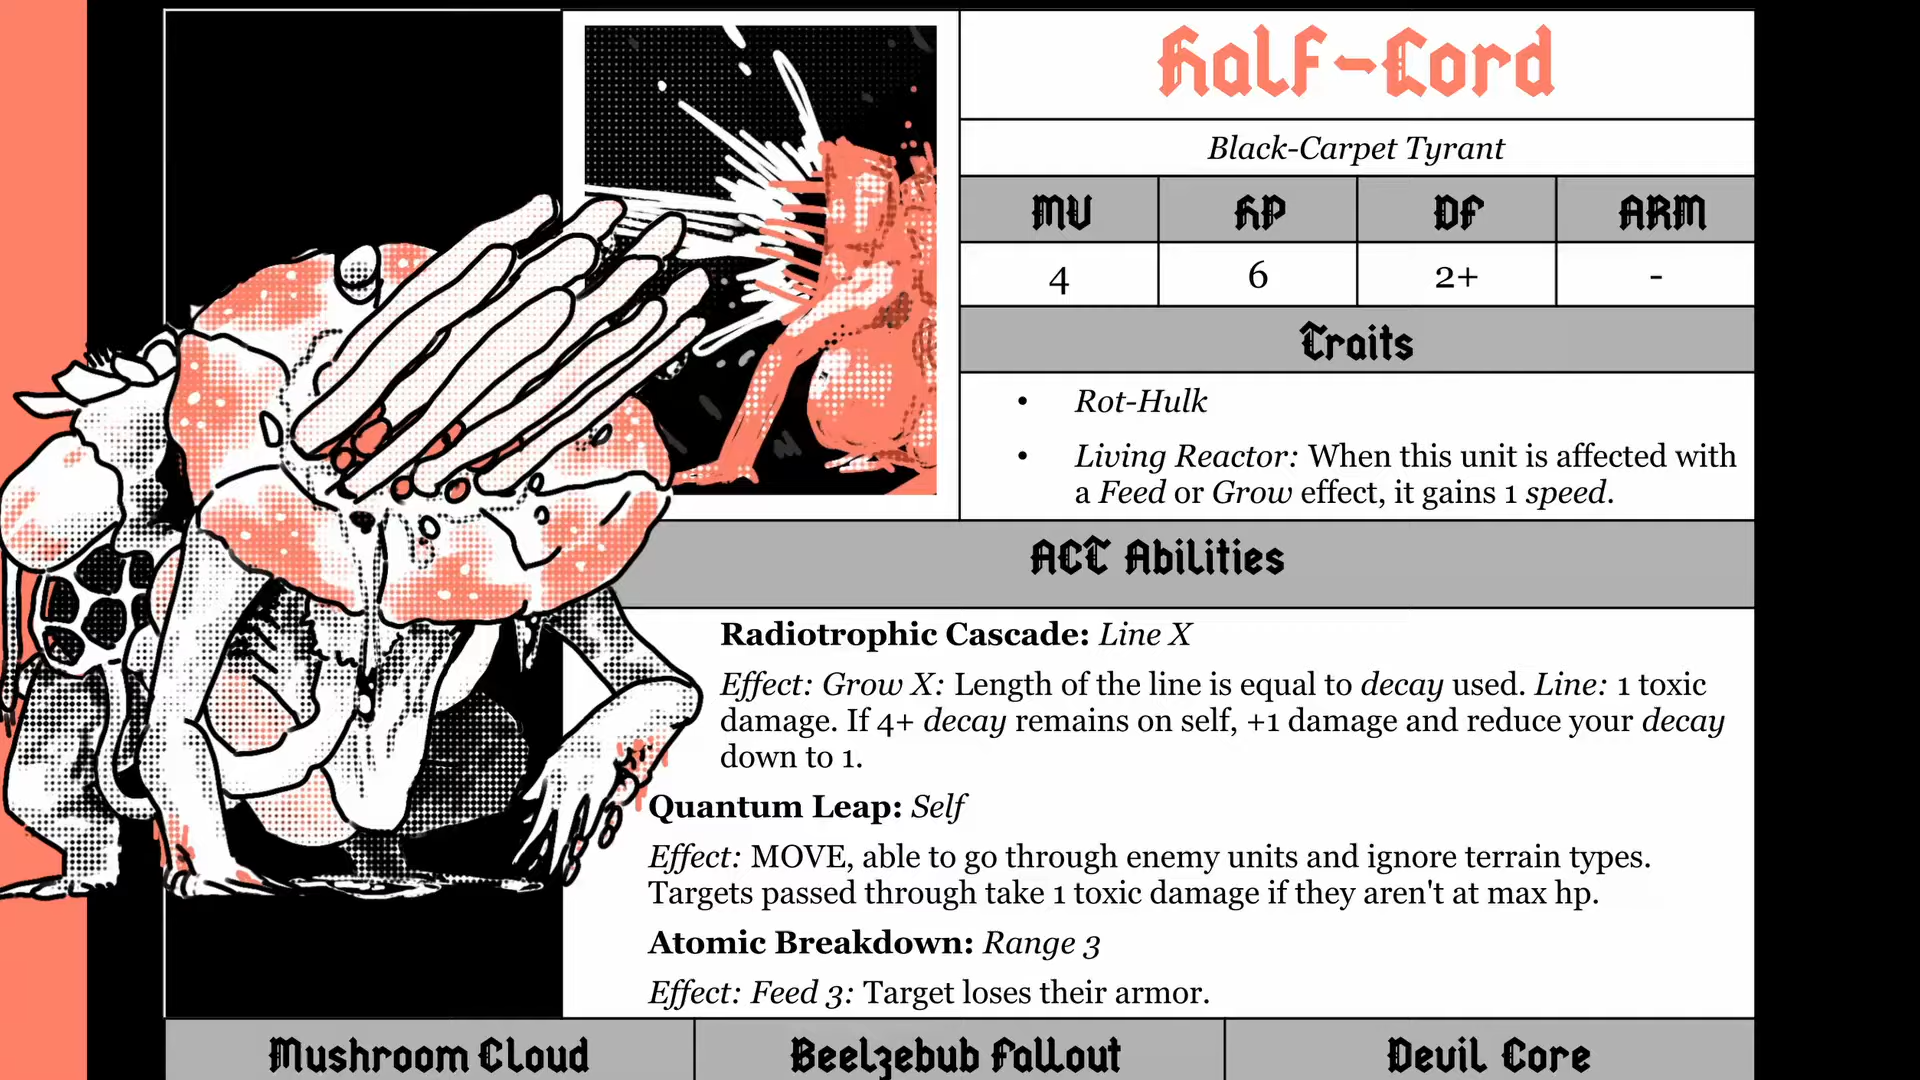 Half-Cord
Black-Carpet Tyrant
MV HP DF ARM
4 6 2+ -
Traits
• Rot-Hulk
• Living Reactor: When this unit is affected with
a Feed or Grow effect, it gains 1 speed.
ACT Abilities
Radiotrophic Cascade: Line X
Effect: Grow X: Length of the line is equal to decay used. Line: 1 toxic
damage. If 4+ decay remains on self, +1 damage and reduce your decay
down to 1.
Quantum Leap: Self
Effect: MOVE, able to go through enemy units and ignore terrain types.
Targets passed through take 1 toxic damage if they aren't at max hp.
Atomic Breakdown: Range 3
Effect: Feed 3: Target loses their armor.
Mushroom Cloud Beelzebub Fallout Devil Core